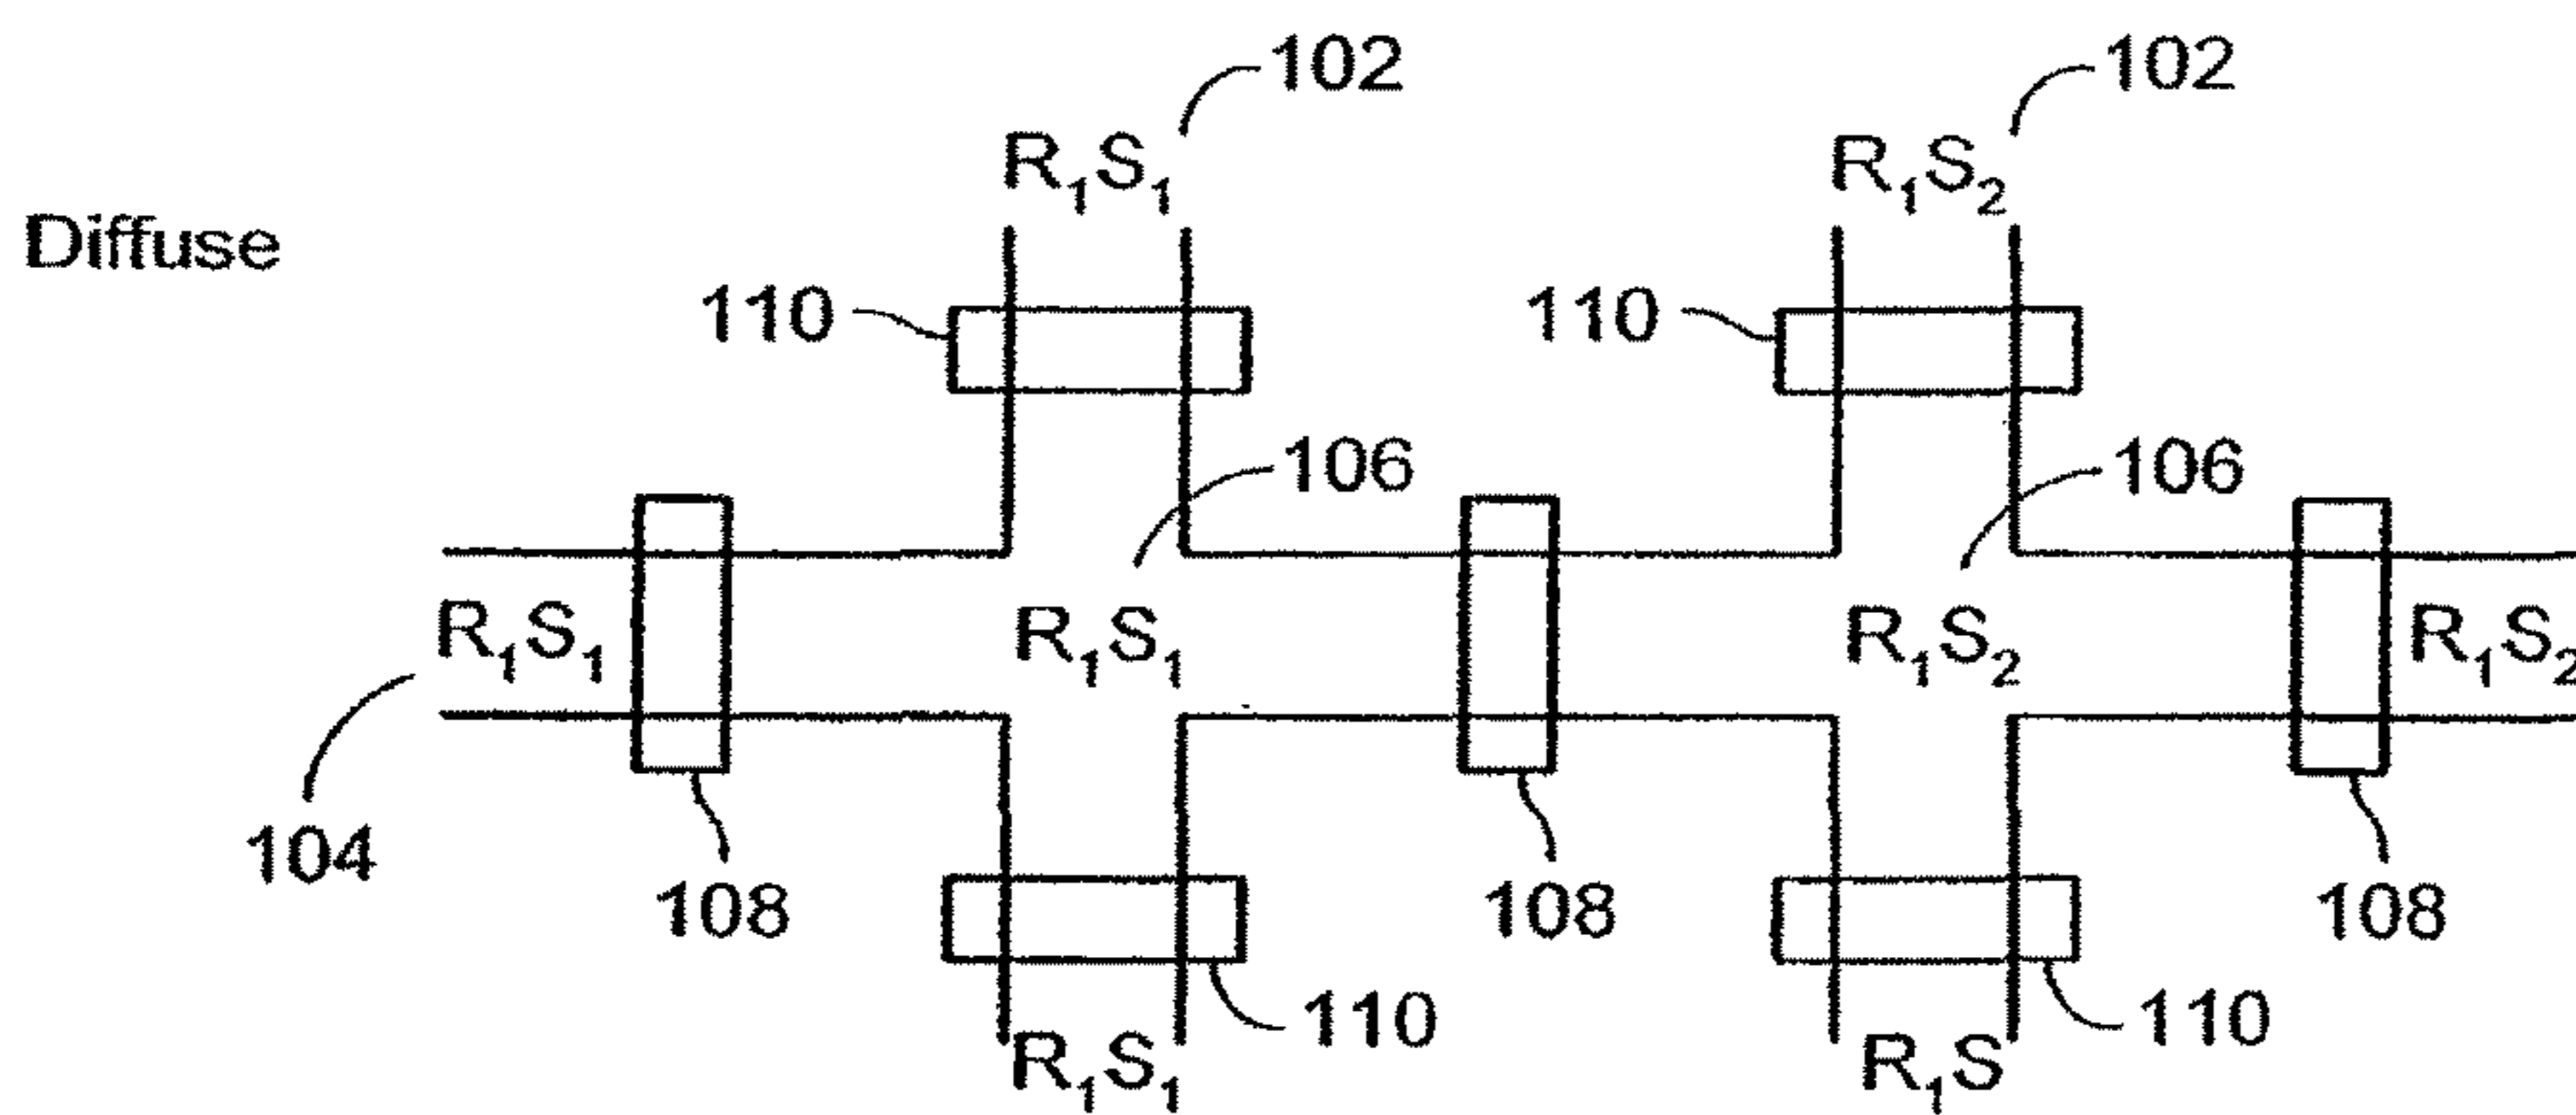 102 102
R₁S₁ R₁S₂
Diffuse
110 110
106 106
R₁S₁ R₁S₁ R₁S₂ R₁S₂
104 108 108 108
110 110
R₁S₁ R₁S